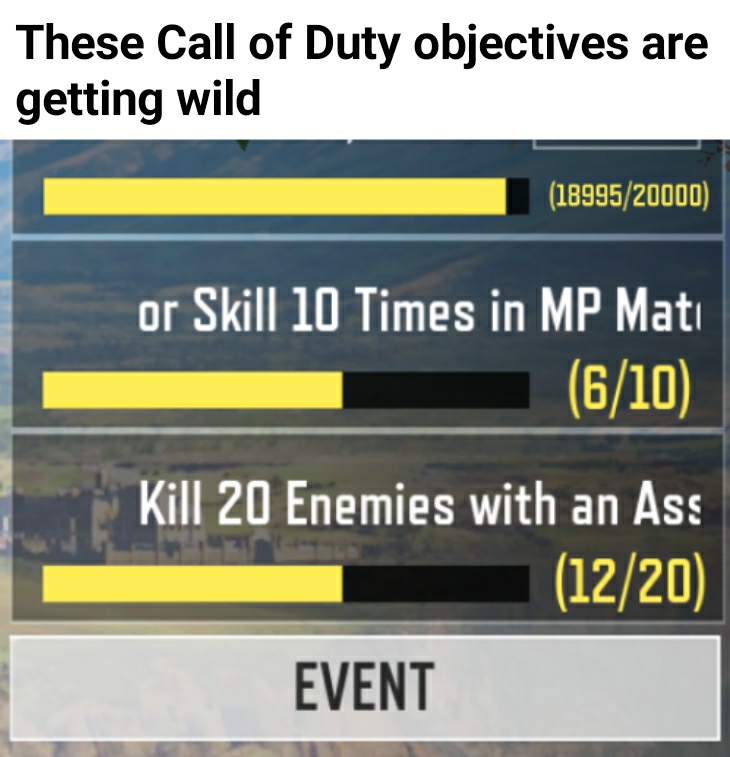 These Call of Duty objectives are
getting wild
(18995/20000)
or Skill 10 Times in MP Mat
(6/10)
Kill 20 Enemies with an Ass
(12/20)
EVENT